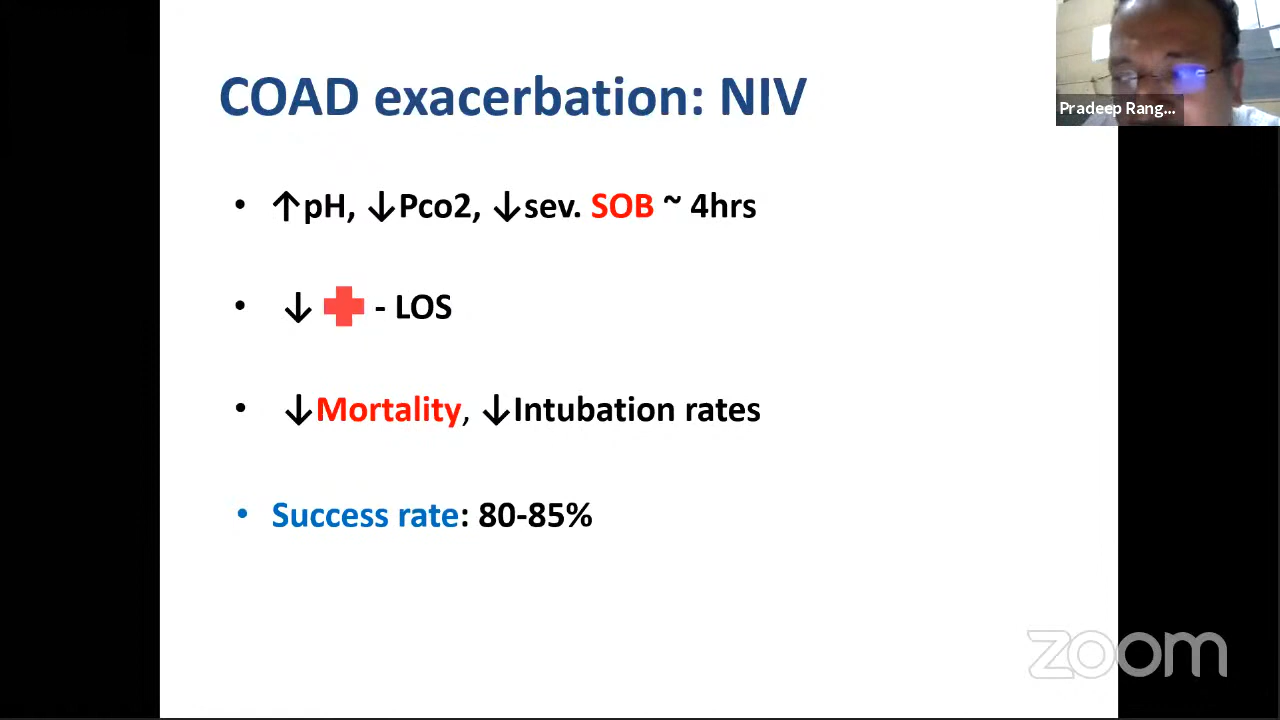 COAD exacerbation: NIV
Pradeep Rang...
• ↑pH, ↓Pco2, ↓sev. SOB ~ 4hrs
• ↓ - LOS
• ↓Mortality, ↓Intubation rates
• Success rate: 80-85%
zoom